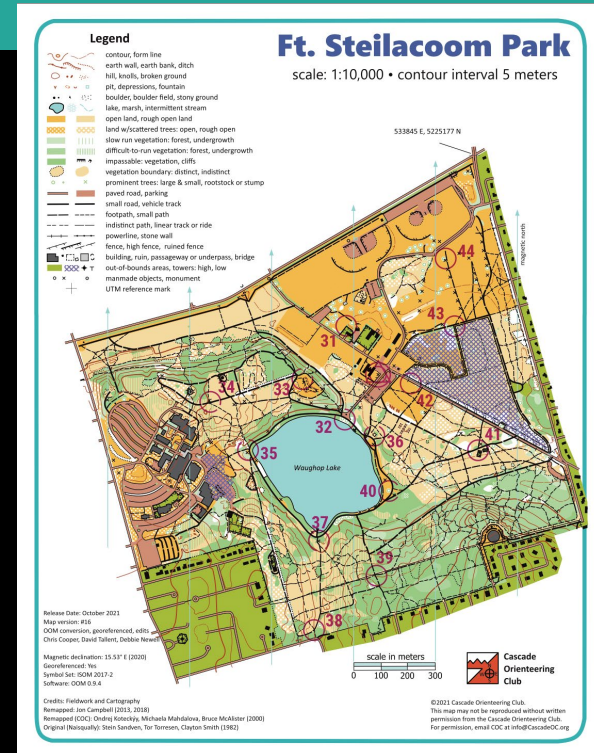 Ft. Steilacoom Park
scale: 1:10,000 • contour interval 5 meters
Legend
contour, form line
earth wall, earth bank, ditch
hill, knolls, broken ground
pit, depressions, fountain
boulder, boulder field, stony ground
lake, marsh, intermittent stream
open land, rough open land
land w/scattered trees: open, rough open
slow run vegetation: forest, undergrowth
difficult-to-run vegetation: forest, undergrowth
impassable: vegetation, cliffs
vegetation boundary: distinct, indistinct
prominent trees: large & small, rootstock or stump
paved road, parking
small road, vehicle track
footpath, small path
indistinct path, linear track or ride
powerline, stone wall
fence, high fence, ruined fence
building, ruin, passageway or underpass, bridge
out-of-bounds areas, towers: high, low
manmade objects, monument
UTM reference mark
533845 E, 5225177 N
magnetic north
44
43
31
34
33
42
32
36
41
35
Waughop Lake
40
37
39
38
Release Date: October 2021
Map version: #16
OOM conversion, georeferenced, edits
Chris Cooper, David Tallent, Debbie Newell
Magnetic declination: 15.53° E (2020)
Georeferenced: Yes
Symbol Set: ISOM 2017-2
Software: OOM 0.9.4
Credits: Fieldwork and Cartography
Remapped: Jon Campbell (2013, 2018)
Remapped (COC): Ondrej Koteckiy, Michaela Mahdalova, Bruce McAlister (2000)
Original (Naisqually): Stein Sandven, Tor Torresen, Clayton Smith (1982)
scale in meters
0 100 200 300
Cascade
Orienteering
Club
©2021 Cascade Orienteering Club.
This map may not be reproduced without written
permission from the Cascade Orienteering Club.
For permission, email COC at info@CascadeOC.org